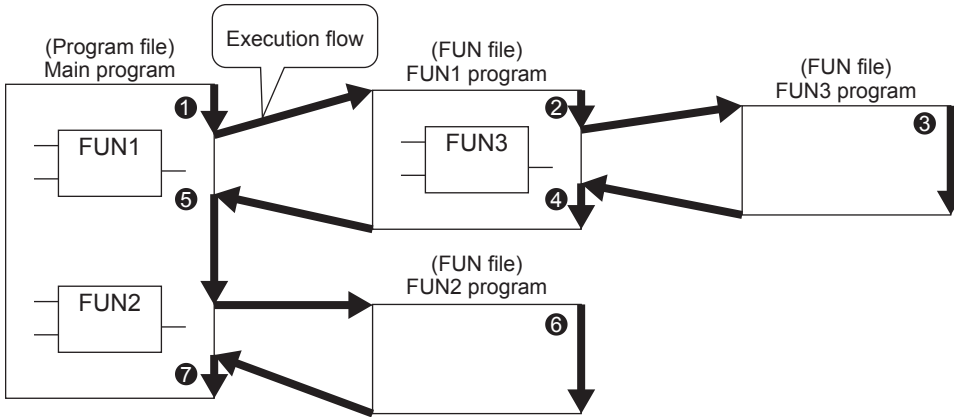 Execution flow
(Program file)
Main program
(FUN file)
FUN1 program
(FUN file)
FUN3 program
❶
❷
❸
FUN1
FUN3
❺
❹
(FUN file)
FUN2 program
FUN2
❻
❼